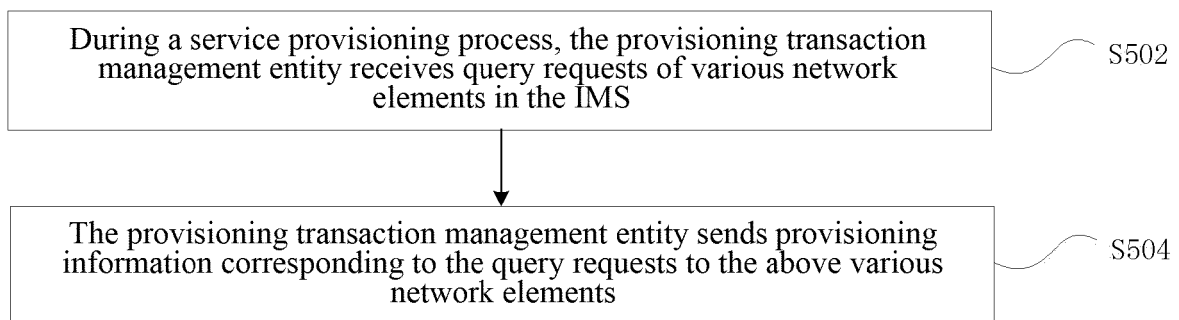 During a service provisioning process, the provisioning transaction
management entity receives query requests of various network
elements in the IMS
S502
The provisioning transaction management entity sends provisioning
information corresponding to the query requests to the above various
network elements
S504